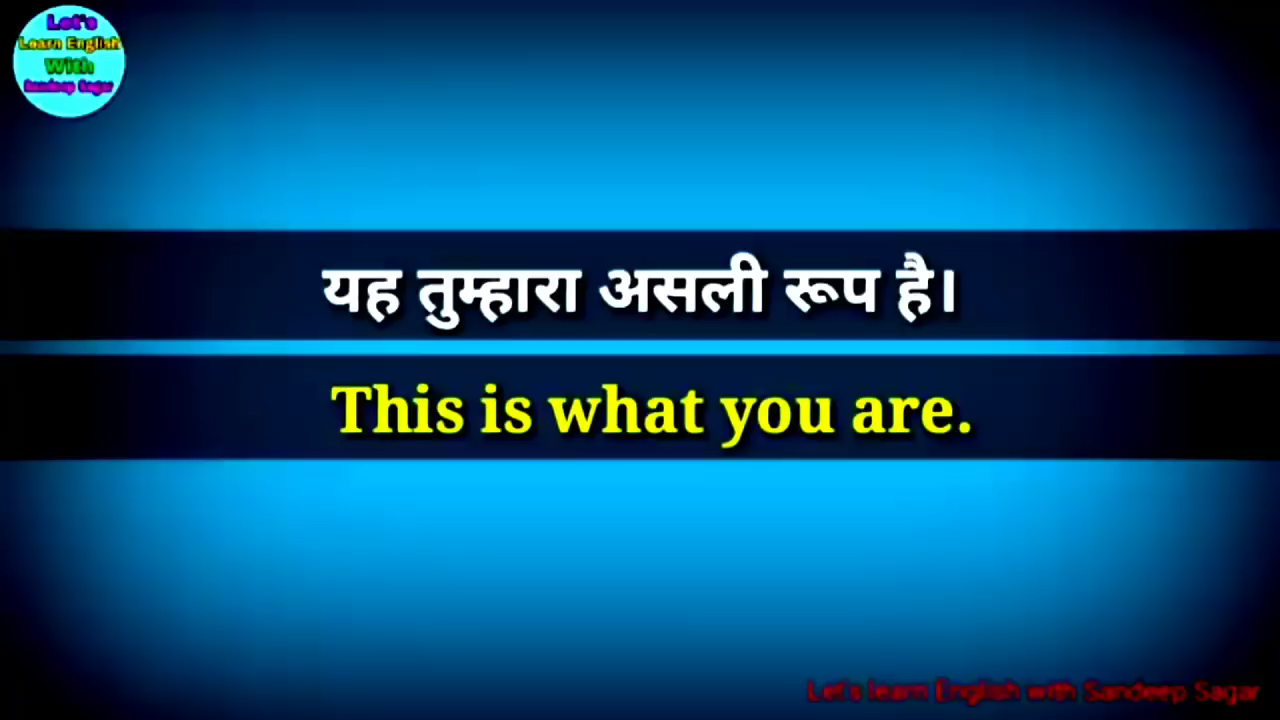 Let's
Learn English
With
Sandeep Sagar
यह तुम्हारा असली रूप है।
This is what you are.
Let's learn English with Sandeep Sagar